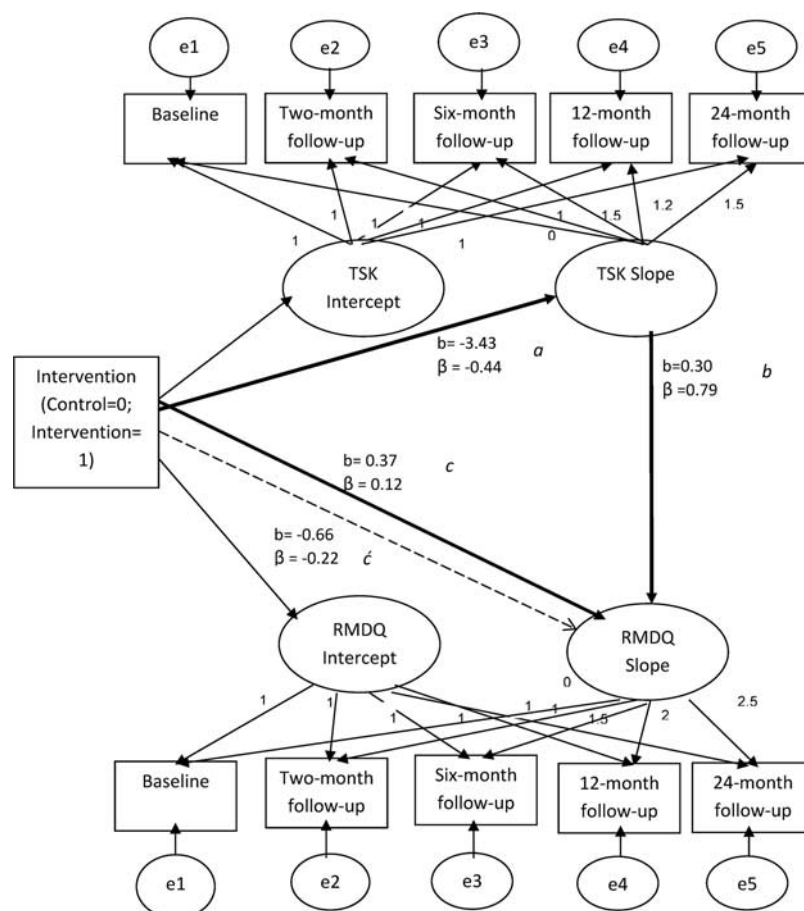 e1
e2
e3
e4
e5
Baseline
Two-month
follow-up
Six-month
follow-up
12-month
follow-up
24-month
follow-up
1
1
1
1
1
0
1
1.5
1.2
1.5
TSK
Intercept
TSK Slope
b= -3.43
β = -0.44
a
b=0.30
β 0.79
b
Intervention
(Control=0;
Intervention=
1)
b= 0.37
β = 0.12
c
b= -0.66
β = -0.22
ć
RMDQ
Intercept
RMDQ
Slope
0
1
1
1
1
1
1
1.5
2
2.5
Baseline
Two-month
follow-up
Six-month
follow-up
12-month
follow-up
24-month
follow-up
e1
e2
e3
e4
e5